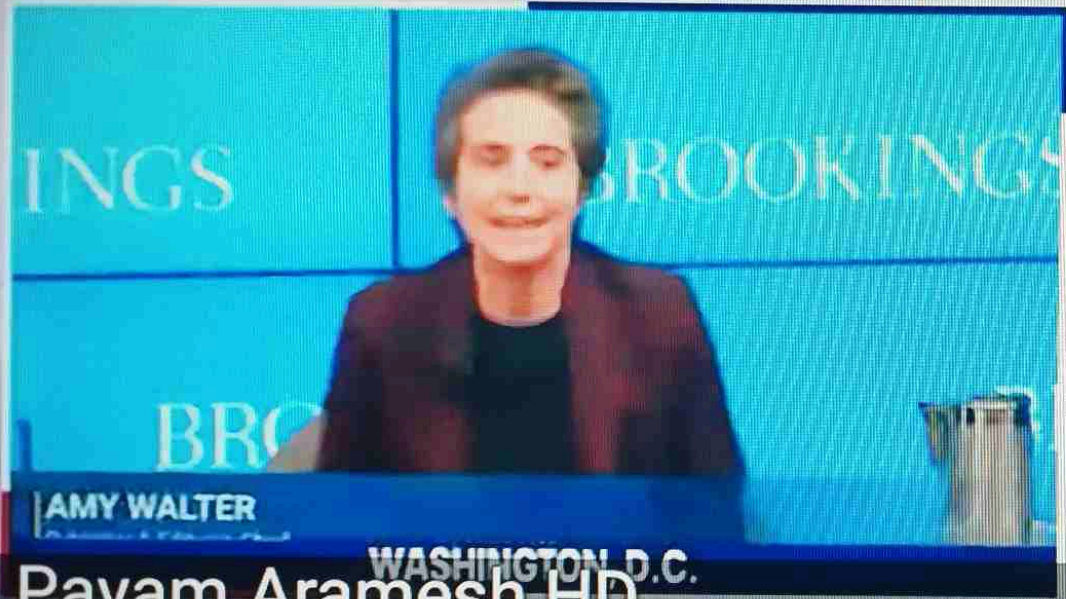 INGS
BROOKINGS
BRO
AMY WALTER
WASHINGTON, D.C.
Payam Aramesh HD